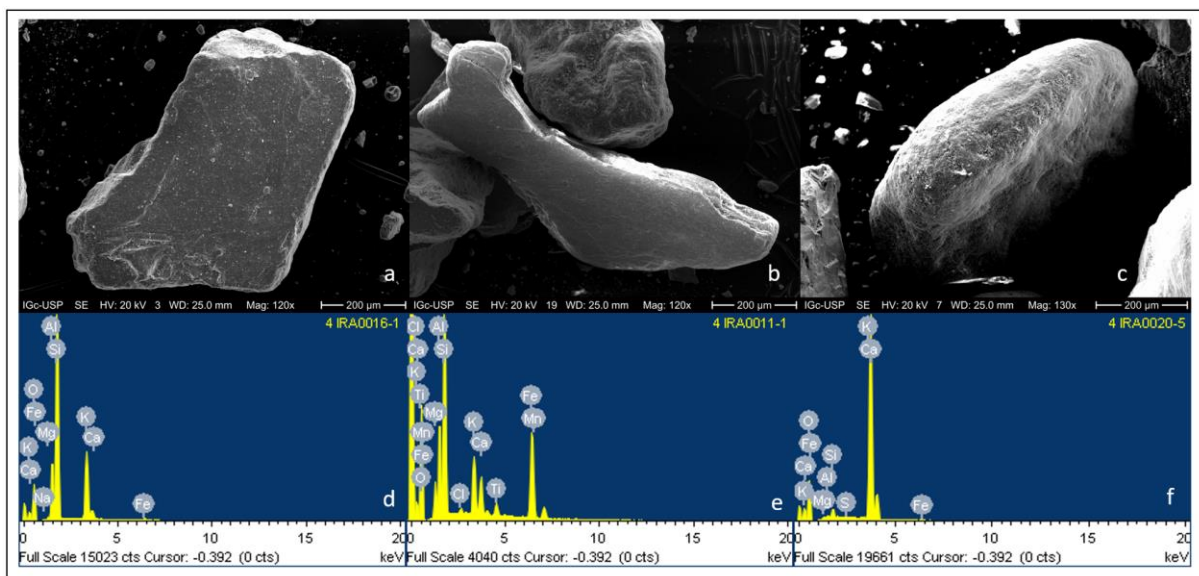 a
IGc-USP SE HV: 20 kV 3 WD: 25.0 mm Mag: 120x 200 µm
b
IGc-USP SE HV: 20 kV 19 WD: 25.0 mm Mag: 120x 200 µm
c
IGc-USP SE HV: 20 kV 7 WD: 25.0 mm Mag: 130x 200 µm
4 IRA0016-1
Al
Si
O
Fe
K
Mg
K
Ca
Ca
Na
Fe
d
0 5 10 15 20
Full Scale 15023 cts Cursor: -0.392 (0 cts) keV
4 IRA0011-1
Cl
Ca
K
Ti
Mn
Fe
O
Al
Si
Mg
K
Ca
Cl
Ti
Fe
Mn
e
0 5 10 15 20
Full Scale 4040 cts Cursor: -0.392 (0 cts) keV
4 IRA0020-5
K
Ca
O
Fe
Ca
K
Si
Al
Mg
S
Fe
f
0 5 10 15 20
Full Scale 19661 cts Cursor: -0.392 (0 cts) keV